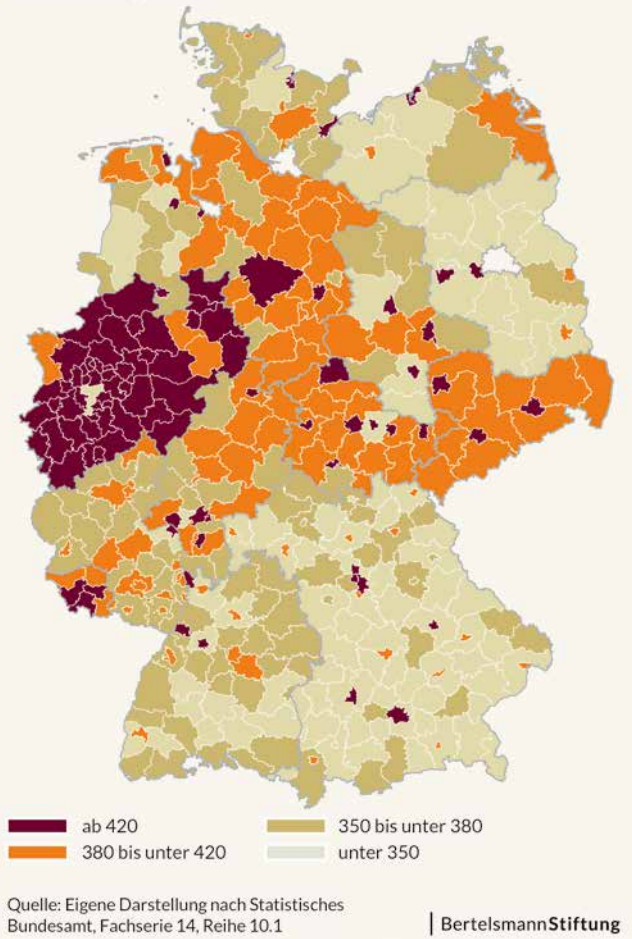 ab 420
350 bis unter 380
380 bis unter 420
unter 350
Quelle: Eigene Darstellung nach Statistisches
Bundesamt, Fachserie 14, Reihe 10.1
BertelsmannStiftung